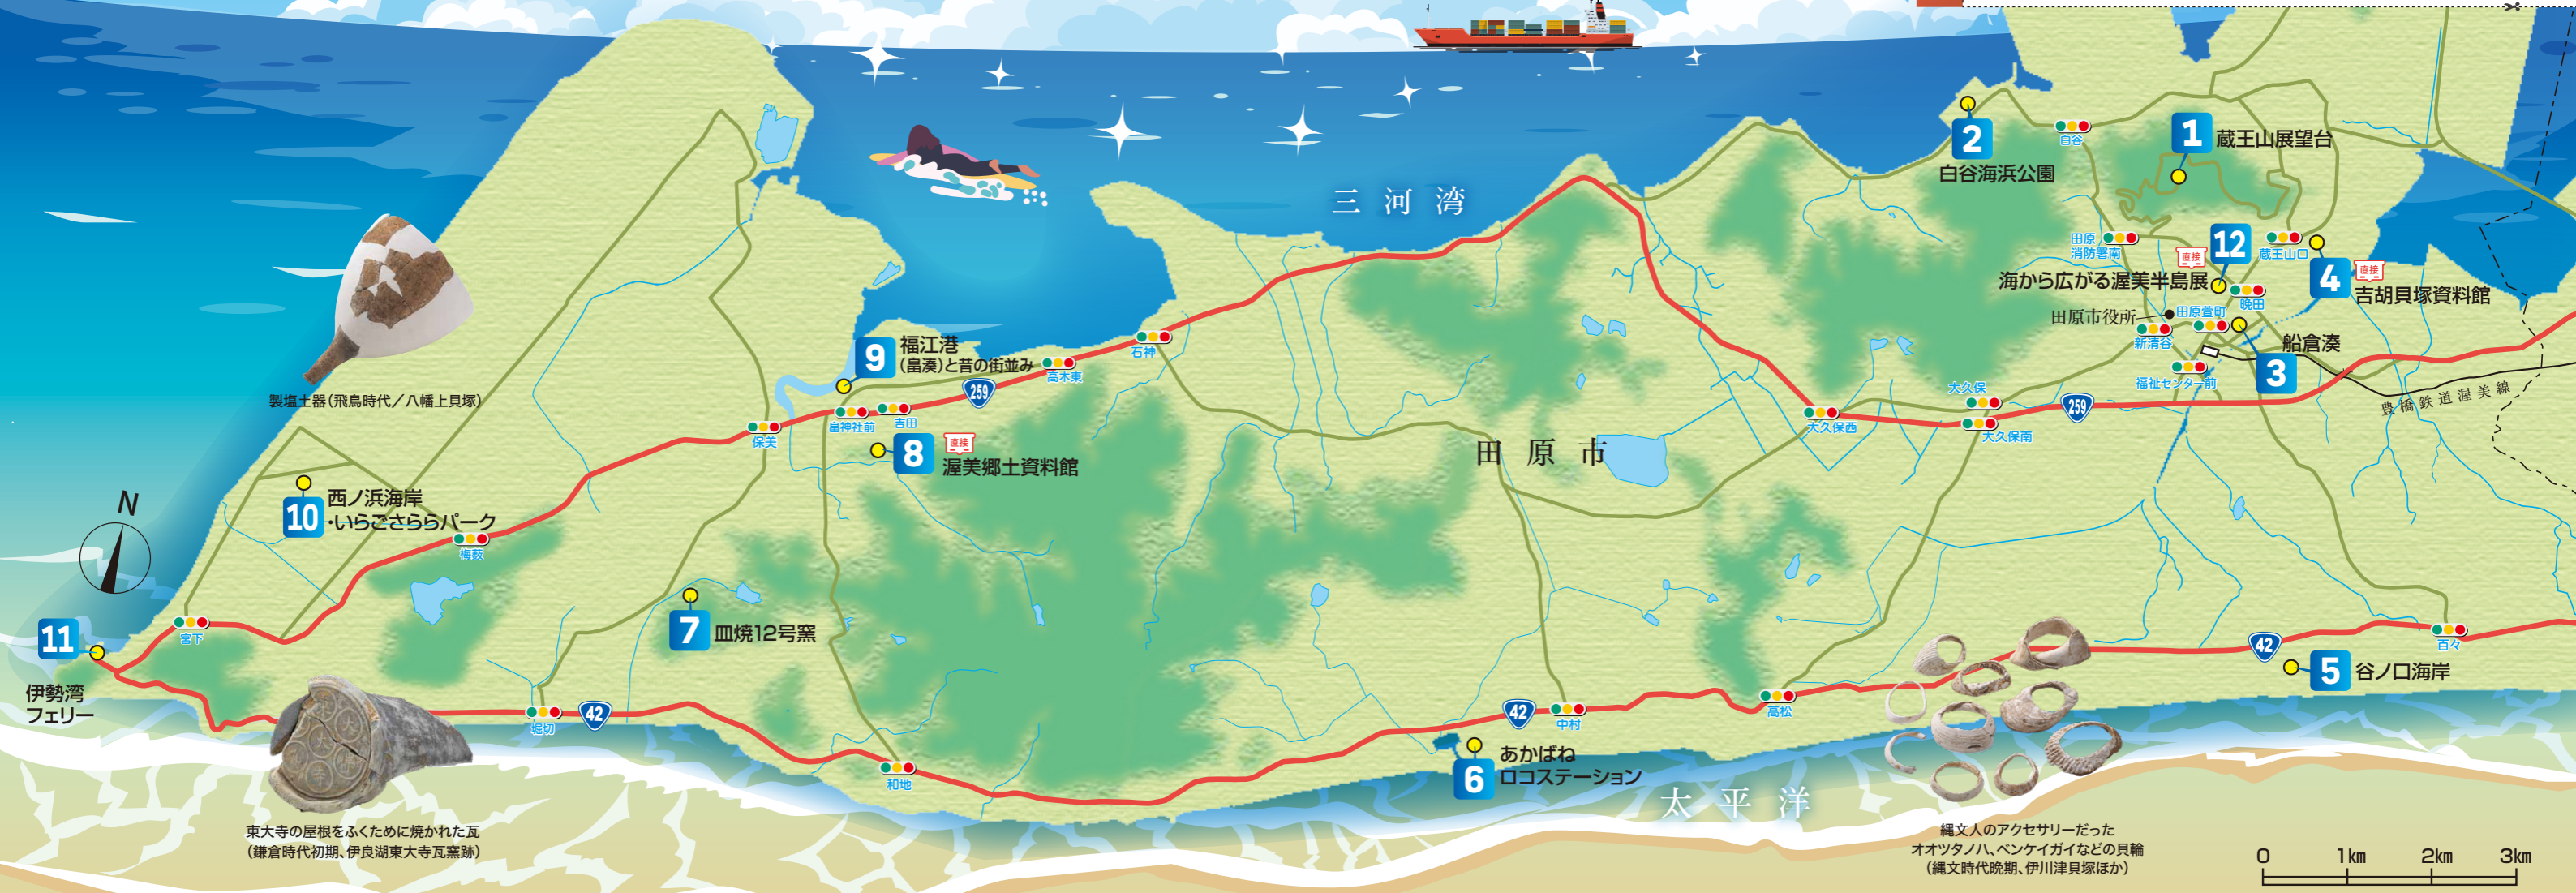 三河湾
2
白谷海浜公園
白谷
1
蔵王山展望台
田原
消防署南
直接
12
海から広がる渥美半島展
蔵王山口
4
直接
吉胡貝塚資料館
晩田
田原市役所
田原萱町
新清谷
船倉湊
3
福祉センター前
豊橋鉄道渥美線
259
大久保
大久保南
大久保西
田原市
石神
高木東
259
9
福江港
(畠湊)と昔の街並み
畠神社前
吉田
保美
8
直接
渥美郷土資料館
製塩土器(飛鳥時代/八幡上貝塚)
N
10
西ノ浜海岸
・いらごさららパーク
梅薮
宮下
11
伊勢湾
フェリー
7
皿焼12号窯
堀切
42
和地
42
中村
高松
6
あかばね
ロコステーション
太平洋
42
百々
5
谷ノ口海岸
東大寺の屋根をふくために焼かれた瓦
(鎌倉時代初期、伊良湖東大寺瓦窯跡)
縄文人のアクセサリーだった
オオツタノハ、ベンケイガイなどの貝輪
(縄文時代晩期、伊川津貝塚ほか)
0 1km 2km 3km